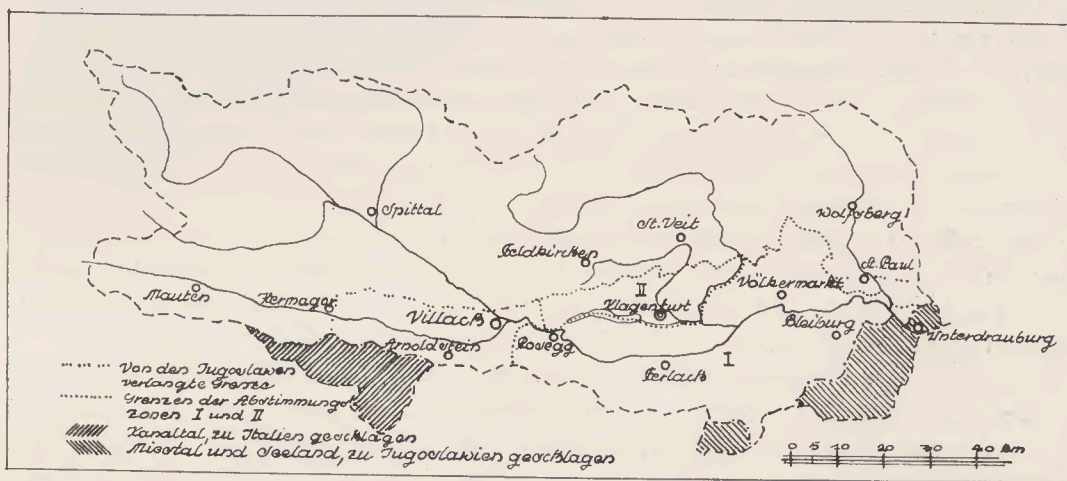 Spittal
Wolfsberg
St. Veit
Feldkirchen
St. Paul
Mauten
Hermagor
II
Klagenfurt
Völkermarkt
Villach
Bleiburg
Unterdrauburg
Arnoldstein
Rosegg
Ferlach
I
Von den Jugoslawen
verlangte Grenze
Grenzen der Abstimmungs
zonen I und II
Kanaltal, zu Italien geschlagen
Misstal und Seeland, zu Jugoslawien geschlagen
0 5 10 20 30 40 km